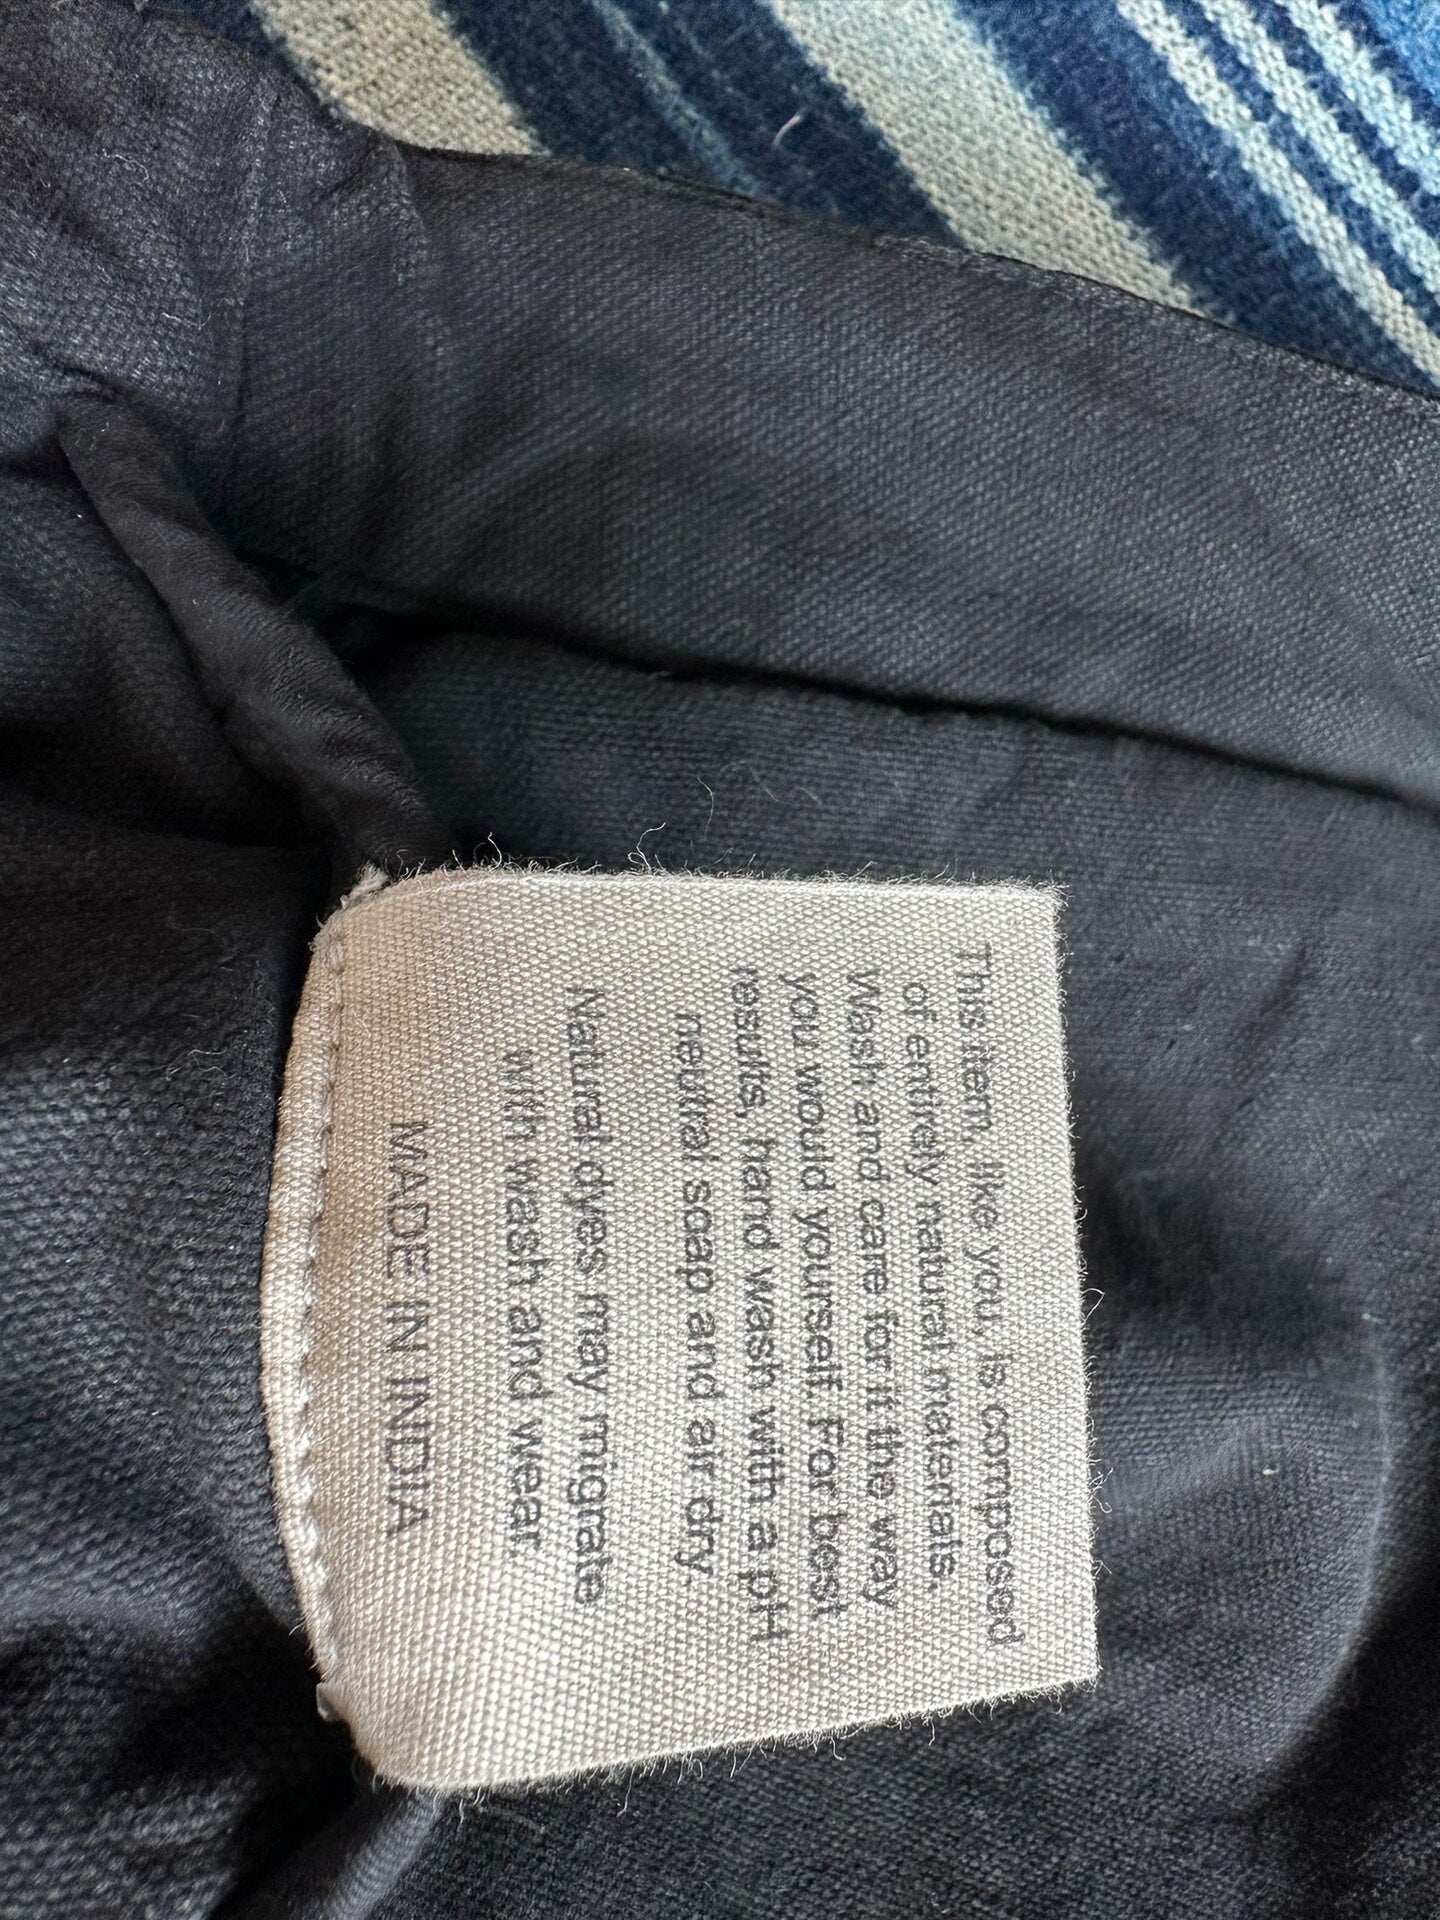 This item, like you, is composed
of entirely natural materials.
Wash and care for it the way
you would yourself. For best
results, hand wash with a pH
neutral soap and air dry.
Natural dyes may migrate
with wash and wear.
MADE IN INDIA